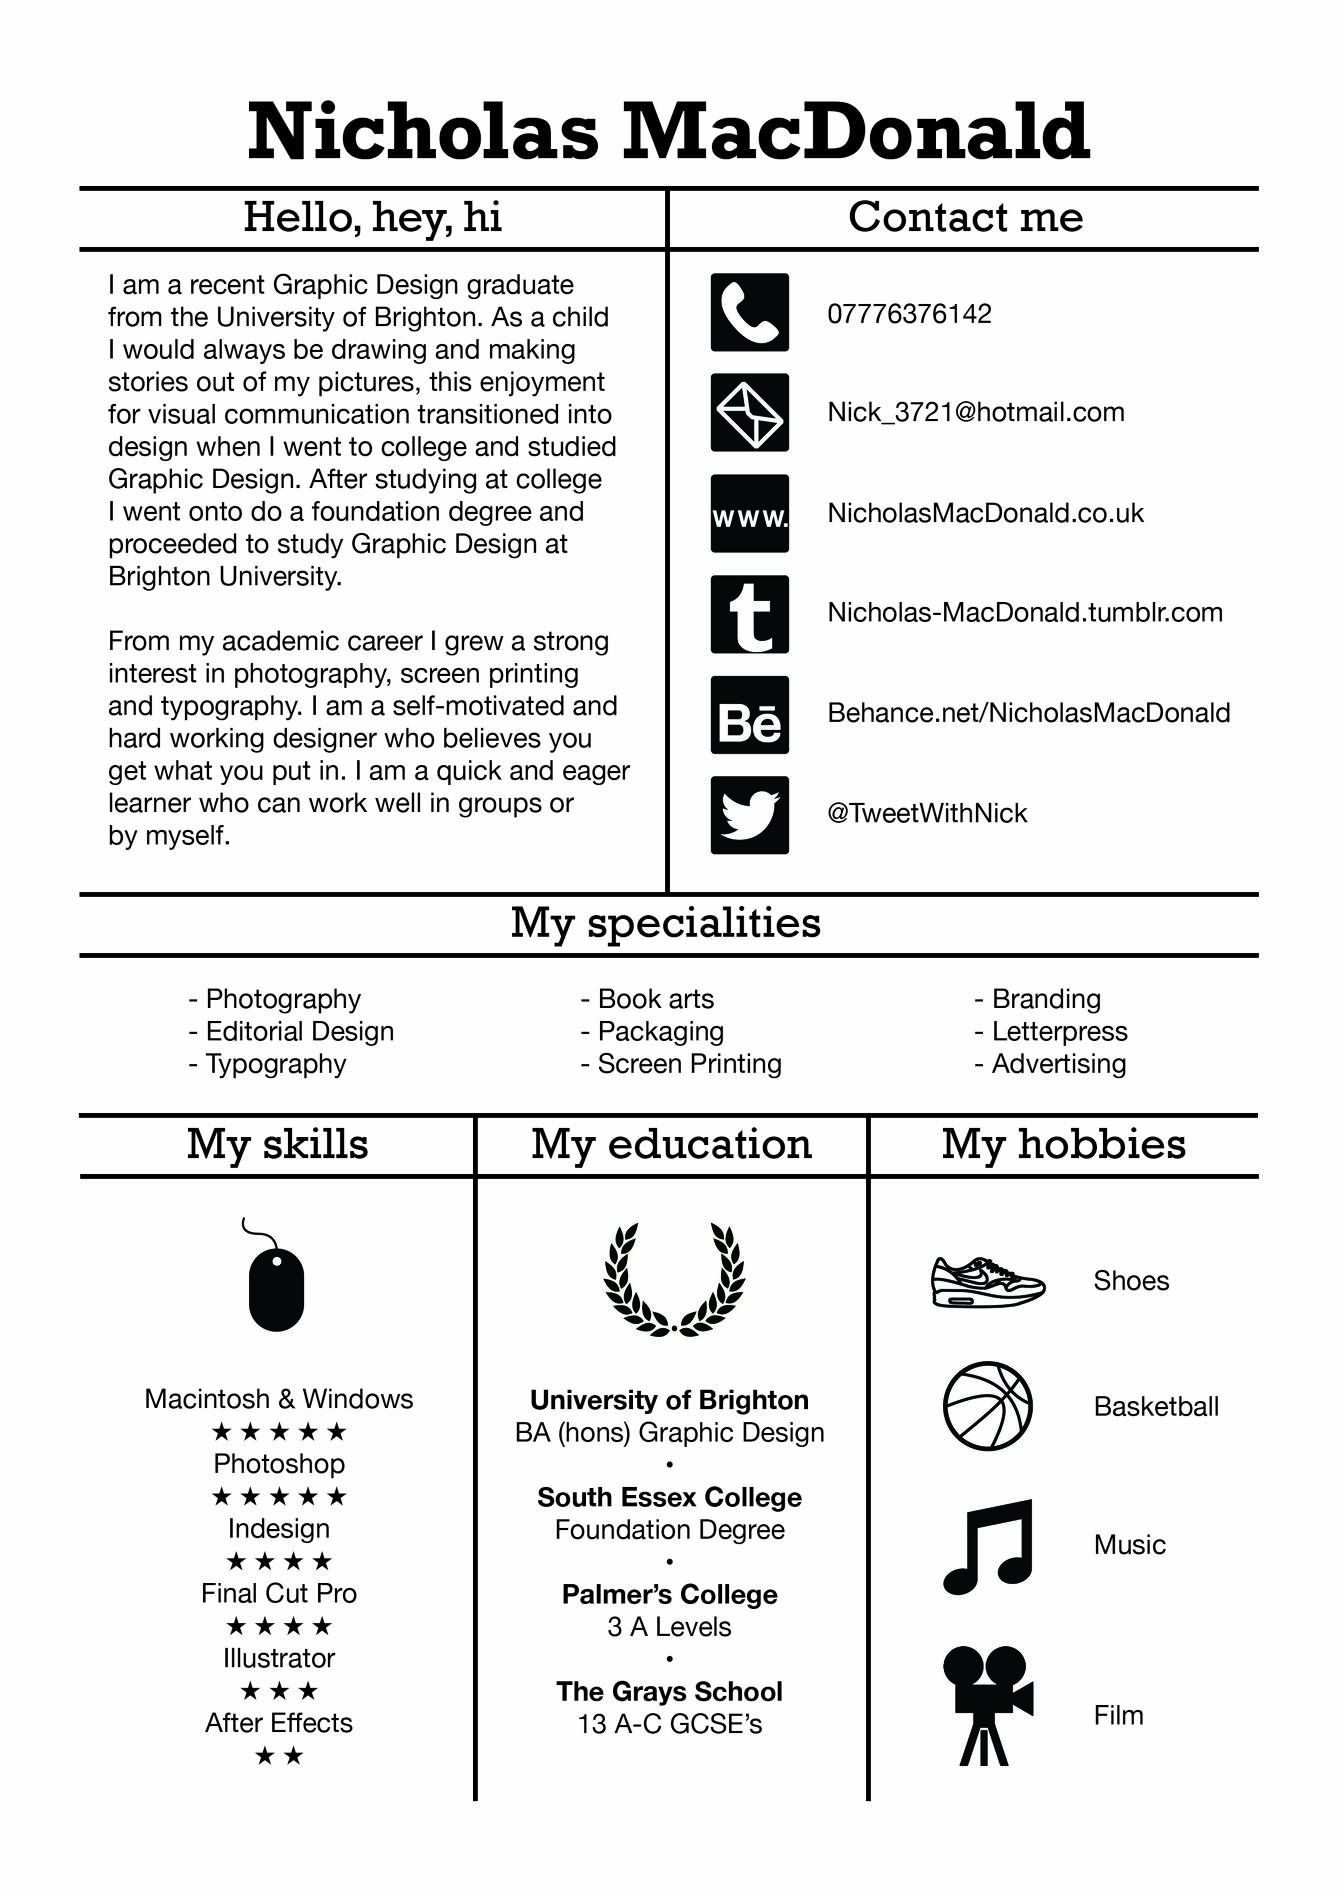 Nicholas MacDonald
Hello, hey, hi
I am a recent Graphic Design graduate
from the University of Brighton. As a child
I would always be drawing and making
stories out of my pictures, this enjoyment
for visual communication transitioned into
design when I went to college and studied
Graphic Design. After studying at college
I went onto do a foundation degree and
proceeded to study Graphic Design at
Brighton University.
From my academic career I grew a strong
interest in photography, screen printing
and typography. I am a self-motivated and
hard working designer who believes you
get what you put in. I am a quick and eager
learner who can work well in groups or
by myself.
Contact me
07776376142
Nick_3721@hotmail.com
www.
NicholasMacDonald.co.uk
t
Nicholas-MacDonald.tumblr.com
Bē
Behance.net/NicholasMacDonald
@TweetWithNick
My specialities
- Photography
- Editorial Design
- Typography
- Book arts
- Packaging
- Screen Printing
- Branding
- Letterpress
- Advertising
My skills
Macintosh & Windows
★ ★ ★ ★ ★
Photoshop
★ ★ ★ ★ ★
Indesign
★ ★ ★ ★
Final Cut Pro
★ ★ ★ ★
Illustrator
★ ★ ★
After Effects
★ ★
My education
University of Brighton
BA (hons) Graphic Design
•
South Essex College
Foundation Degree
•
Palmer’s College
3 A Levels
•
The Grays School
13 A-C GCSE’s
My hobbies
Shoes
Basketball
Music
Film